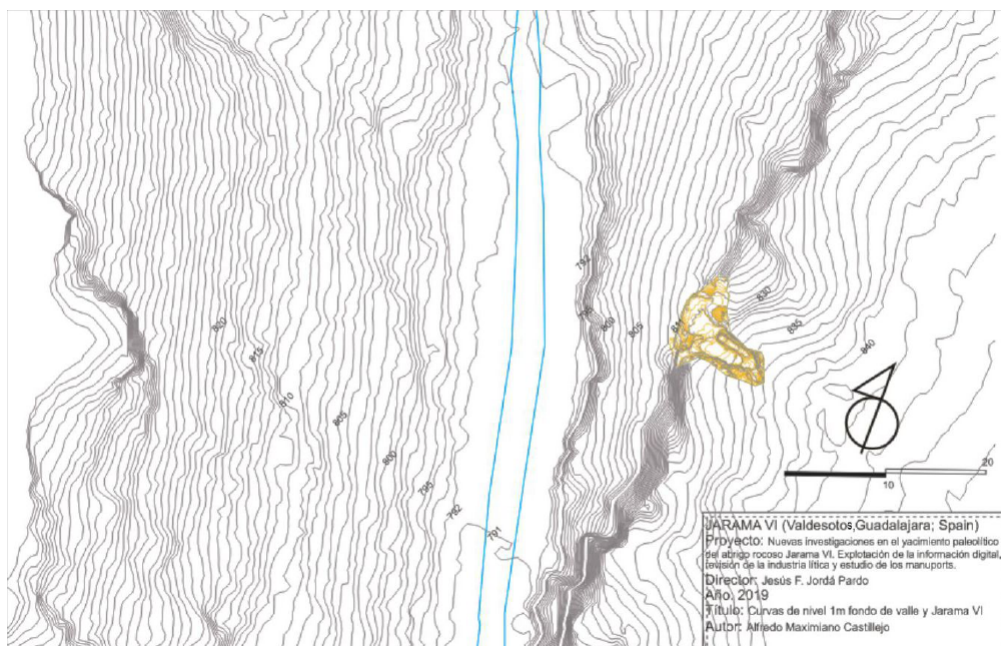 792
795
800
805
810
830
835
840
820
815
810
805
800
795
792
791
20
10
JARAMA VI (Valdesotos,Guadalajara; Spain)
Proyecto: Nuevas investigaciones en el yacimiento paleolítico
del abrigo rocoso Jarama VI. Explotación de la información digital,
revisión de la industria lítica y estudio de los manuports.
Director: Jesús F. Jordá Pardo
Año: 2019
Título: Curvas de nivel 1m fondo de valle y Jarama VI
Autor: Alfredo Maximiano Castillejo